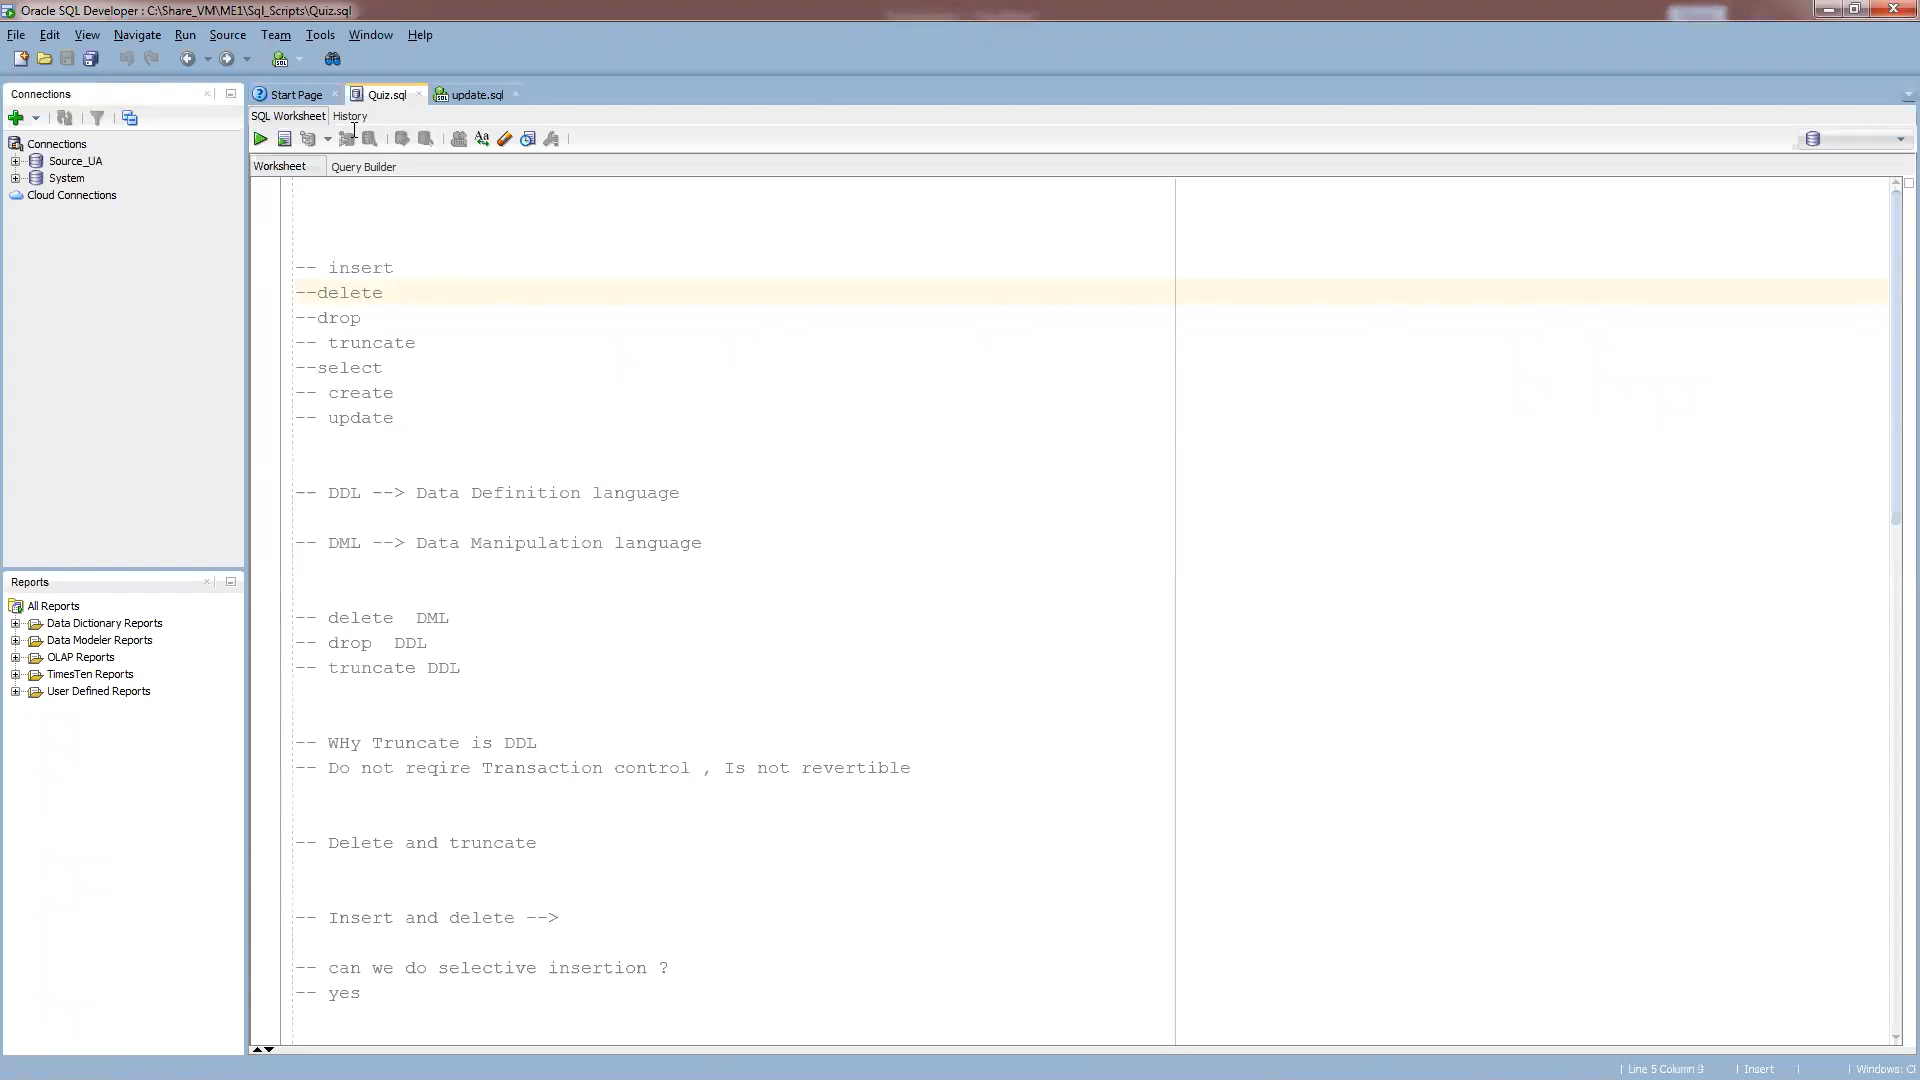 Oracle SQL Developer : C:\Share_VM\ME1\Sql_Scripts\Quiz.sql
File Edit View Navigate Run Source Team Tools Window Help
Connections
Start Page Quiz.sql update.sql
SQL Worksheet History
Connections
Source_UA
System
Cloud Connections
Worksheet Query Builder
-- insert
--delete
--drop
-- truncate
--select
-- create
-- update
-- DDL --> Data Definition language
-- DML --> Data Manipulation language
Reports
All Reports
Data Dictionary Reports
Data Modeler Reports
OLAP Reports
TimesTen Reports
User Defined Reports
-- delete  DML
-- drop  DDL
-- truncate DDL
-- WHy Truncate is DDL
-- Do not reqire Transaction control , Is not revertible
-- Delete and truncate
-- Insert and delete -->
-- can we do selective insertion ?
-- yes
Line 5 Column 9 Insert Windows: